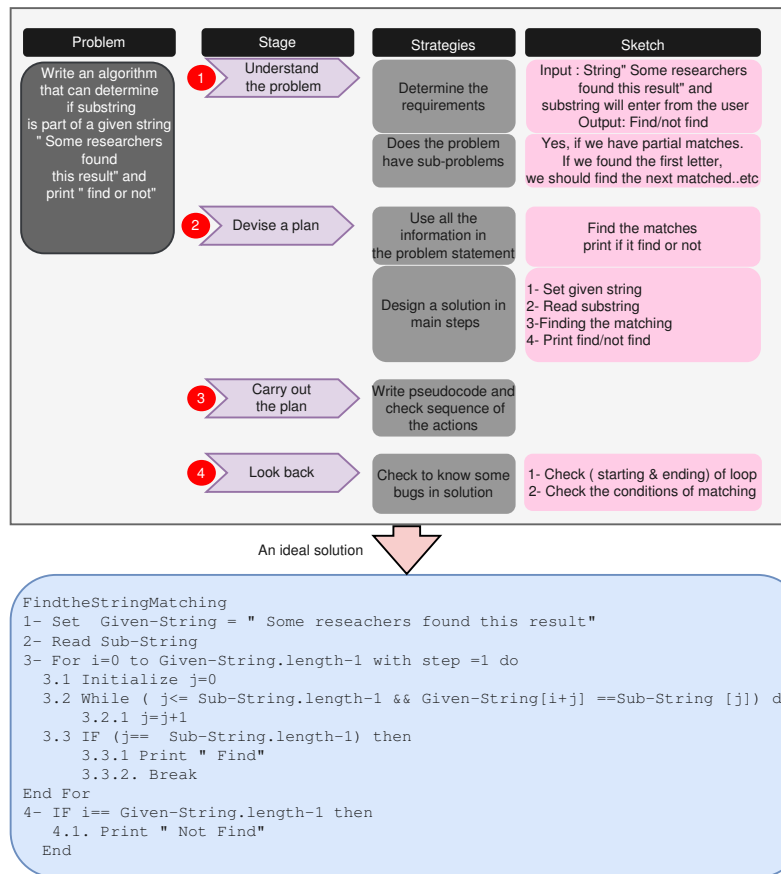 Problem
Stage
Strategies
Sketch
Write an algorithm
that can determine
if substring
is part of a given string
" Some researchers
found
this result" and
print " find or not"
1
Understand
the problem
Determine the
requirements
Input : String" Some researchers
found this result" and
substring will enter from the user
Output: Find/not find
Does the problem
have sub-problems
Yes, if we have partial matches.
If we found the first letter,
we should find the next matched..etc
2
Devise a plan
Use all the
information in
the problem statement
Find the matches
print if it find or not
Design a solution in
main steps
1- Set given string
2- Read substring
3-Finding the matching
4- Print find/not find
3
Carry out
the plan
Write pseudocode and
check sequence of
the actions
4
Look back
Check to know some
bugs in solution
1- Check ( starting & ending) of loop
2- Check the conditions of matching
An ideal solution
FindtheStringMatching
1- Set  Given-String = " Some reseachers found this result"
2- Read Sub-String
3- For i=0 to Given-String.length-1 with step =1 do
3.1 Initialize j=0
3.2 While ( j<= Sub-String.length-1 && Given-String[i+j] ==Sub-String [j]) d
3.2.1 j=j+1
3.3 IF (j==  Sub-String.length-1) then
3.3.1 Print " Find"
3.3.2. Break
End For
4- IF i== Given-String.length-1 then
4.1. Print " Not Find"
End